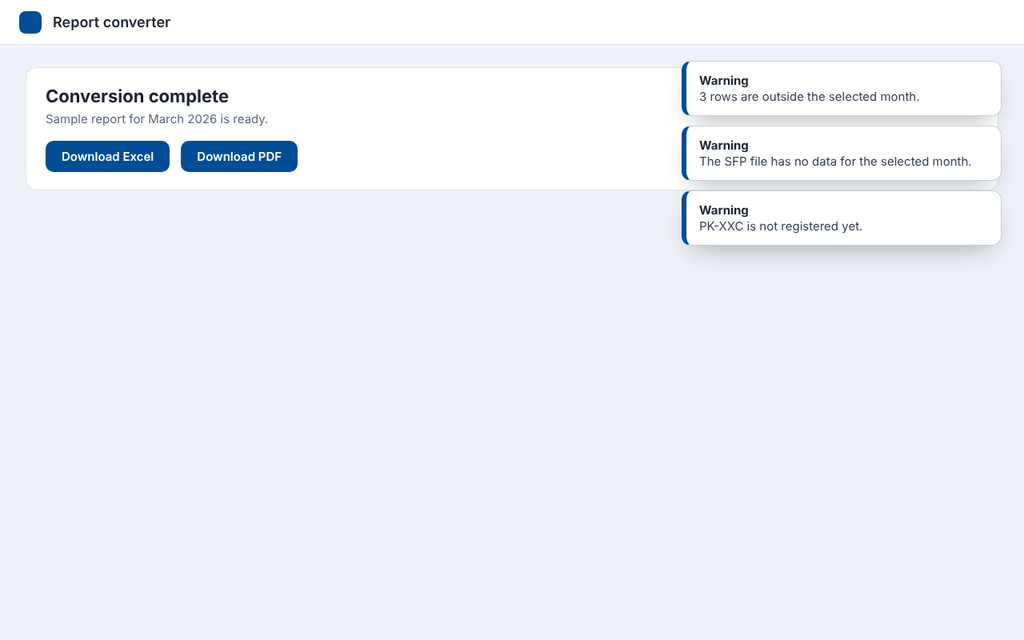 Report converter
Conversion complete
Sample report for March 2026 is ready.
Download Excel
Download PDF
Warning
3 rows are outside the selected month.
Warning
The SFP file has no data for the selected month.
Warning
PK-XXC is not registered yet.